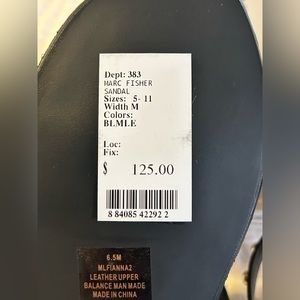 Dept: 383
MARC FISHER
SANDAL
Sizes: 5- 11
Width M
Colors:
BLMLE
Loc:
Fix:
$ 125.00
8 84085 42292 2
6.5M
MLFIANNA2
LEATHER UPPER
BALANCE MAN MADE
MADE IN CHINA